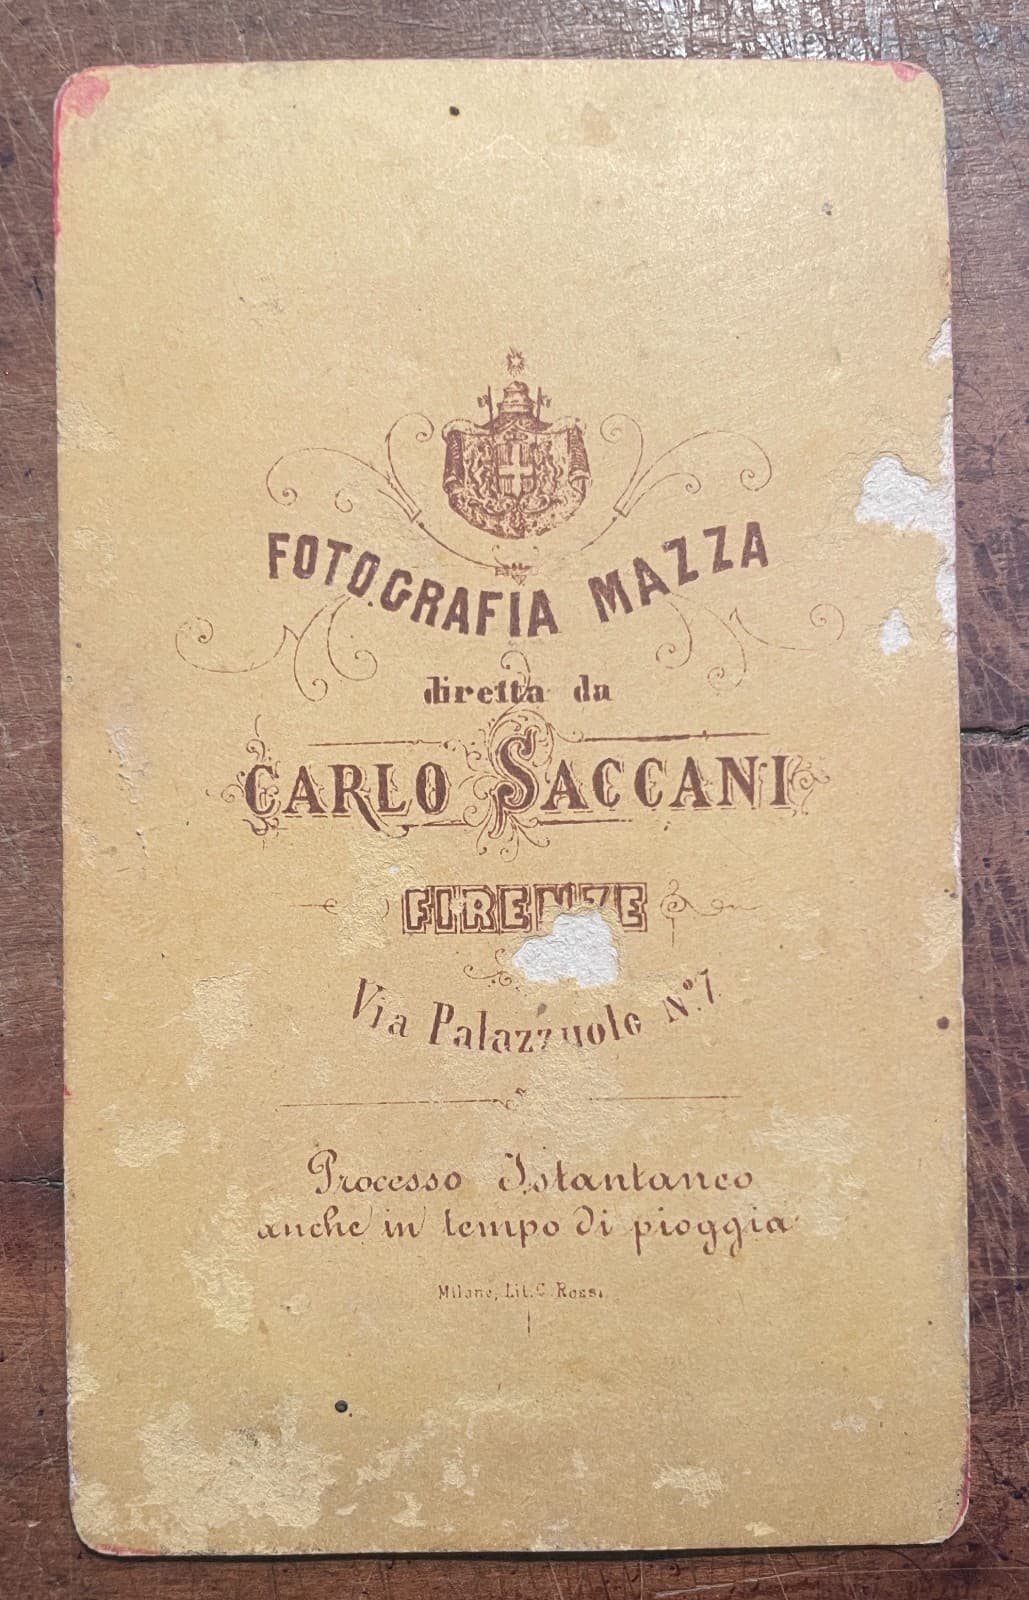 FOTOGRAFIA MAZZA
diretta da
CARLO SACCANI
FIRENZE
Via Palazzuolo N.º 7
Processo Istantaneo
anche in tempo di pioggia
Milano, Lit. C. Rossi